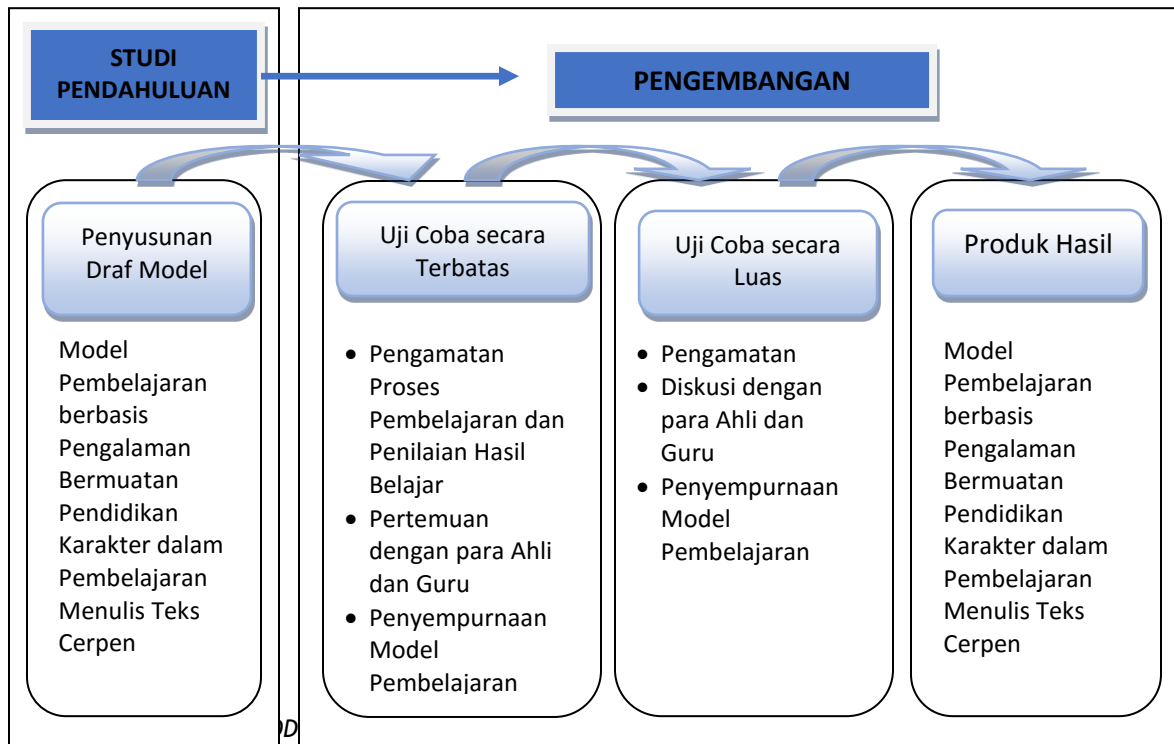 STUDI
PENDAHULUAN
PENGEMBANGAN
Penyusunan
Draf Model
Model
Pembelajaran
berbasis
Pengalaman
Bermuatan
Pendidikan
Karakter dalam
Pembelajaran
Menulis Teks
Cerpen
Uji Coba secara
Terbatas
• Pengamatan
Proses
Pembelajaran dan
Penilaian Hasil
Belajar
• Pertemuan
dengan para Ahli
dan Guru
• Penyempurnaan
Model
Pembelajaran
Uji Coba secara
Luas
• Pengamatan
• Diskusi dengan
para Ahli dan
Guru
• Penyempurnaan
Model
Pembelajaran
Produk Hasil
Model
Pembelajaran
berbasis
Pengalaman
Bermuatan
Pendidikan
Karakter dalam
Pembelajaran
Menulis Teks
Cerpen